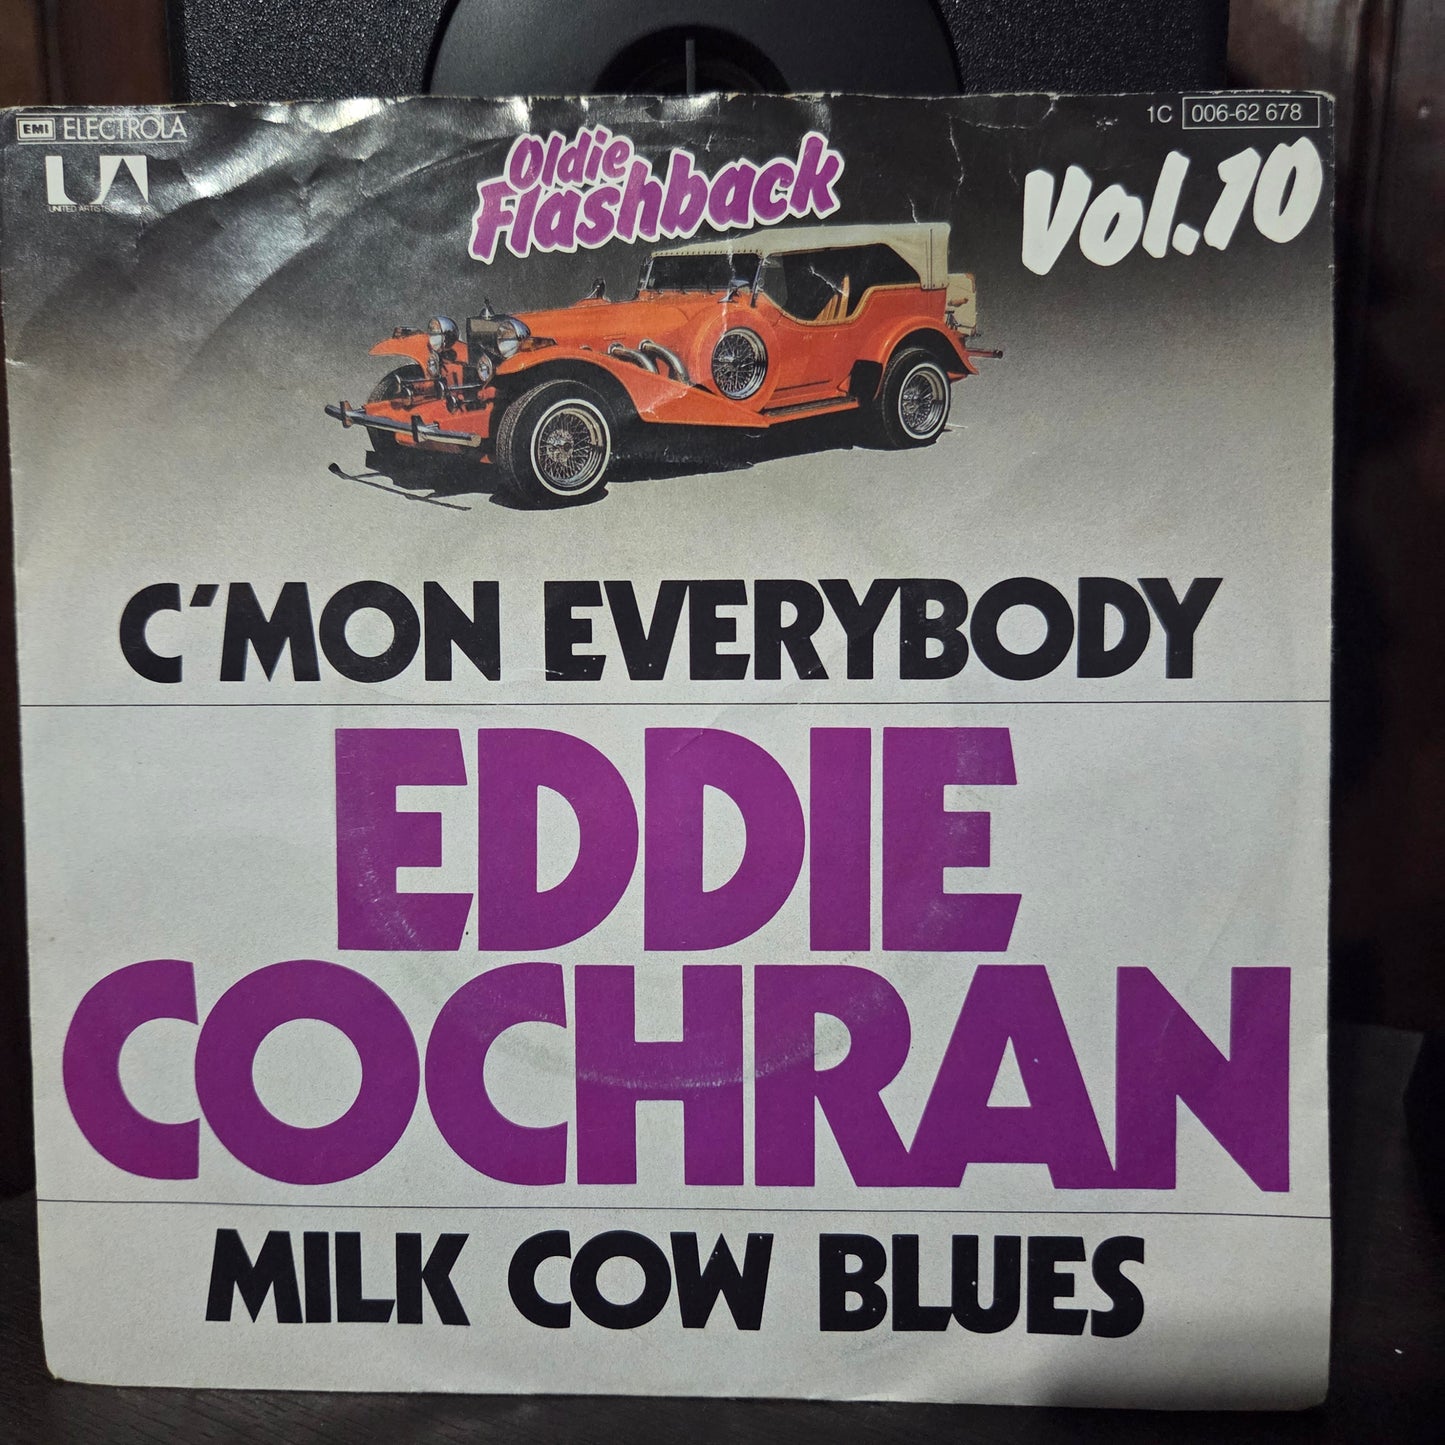 EMI ELECTROLA
1C 006-62 678
UA
UNITED ARTISTS
Oldie
Flashback
Vol.10
C'MON EVERYBODY
EDDIE
COCHRAN
MILK COW BLUES